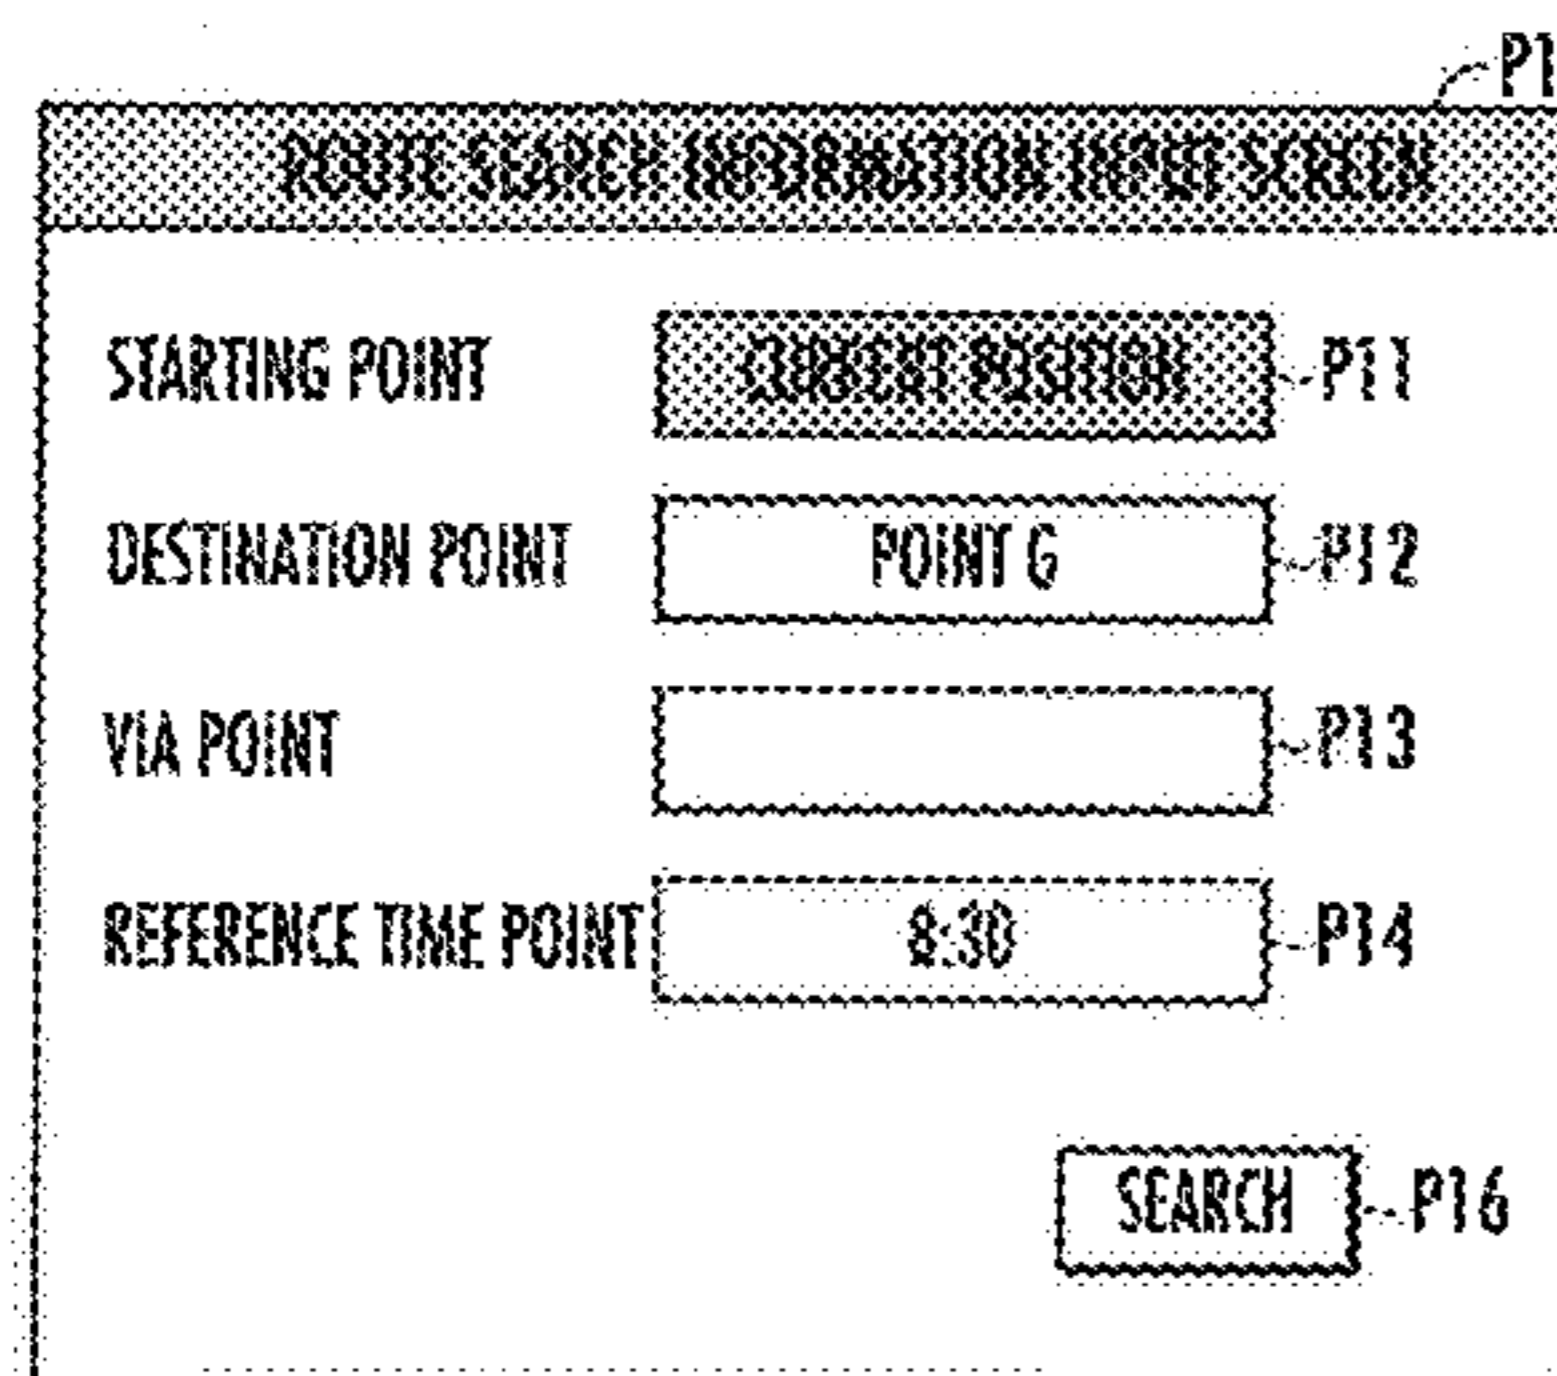 P1
ROUTE SEARCH INFORMATION INPUT SCREEN
STARTING POINT CURRENT POSITION P11
DESTINATION POINT POINT G P12
VIA POINT P13
REFERENCE TIME POINT 8:30 P14
SEARCH P16